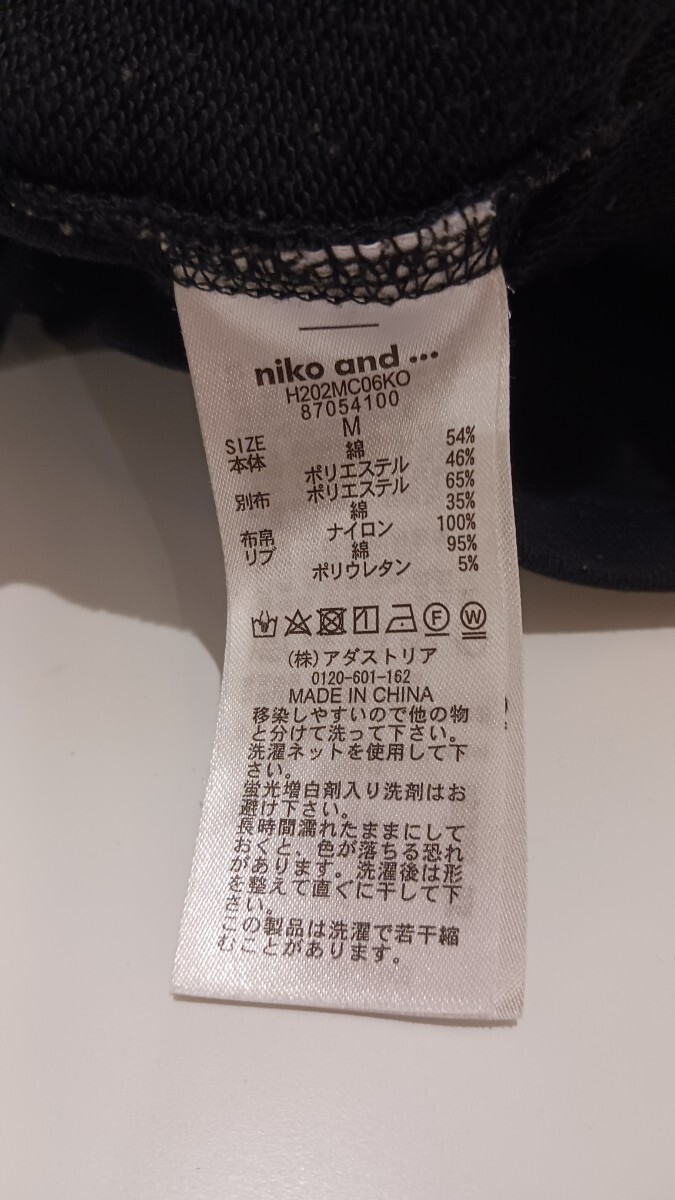 niko and ...
H202MC06KO
87054100
SIZE M
本体 綿 54%
ポリエステル 46%
別布 ポリエステル 65%
綿 35%
布帛 ナイロン 100%
リブ 綿 95%
ポリウレタン 5%
F W
(株)アダストリア
0120-601-162
MADE IN CHINA
移染しやすいので他の物
と分けて洗って下さい。
洗濯ネットを使用して下
さい。
蛍光増白剤入り洗剤はお
避け下さい。
長時間濡れたままにして
おくと、色が落ちる恐れ
があります。洗濯後は形
を整えて直ぐに干して下
さい。
この製品は洗濯で若干縮
むことがあります。